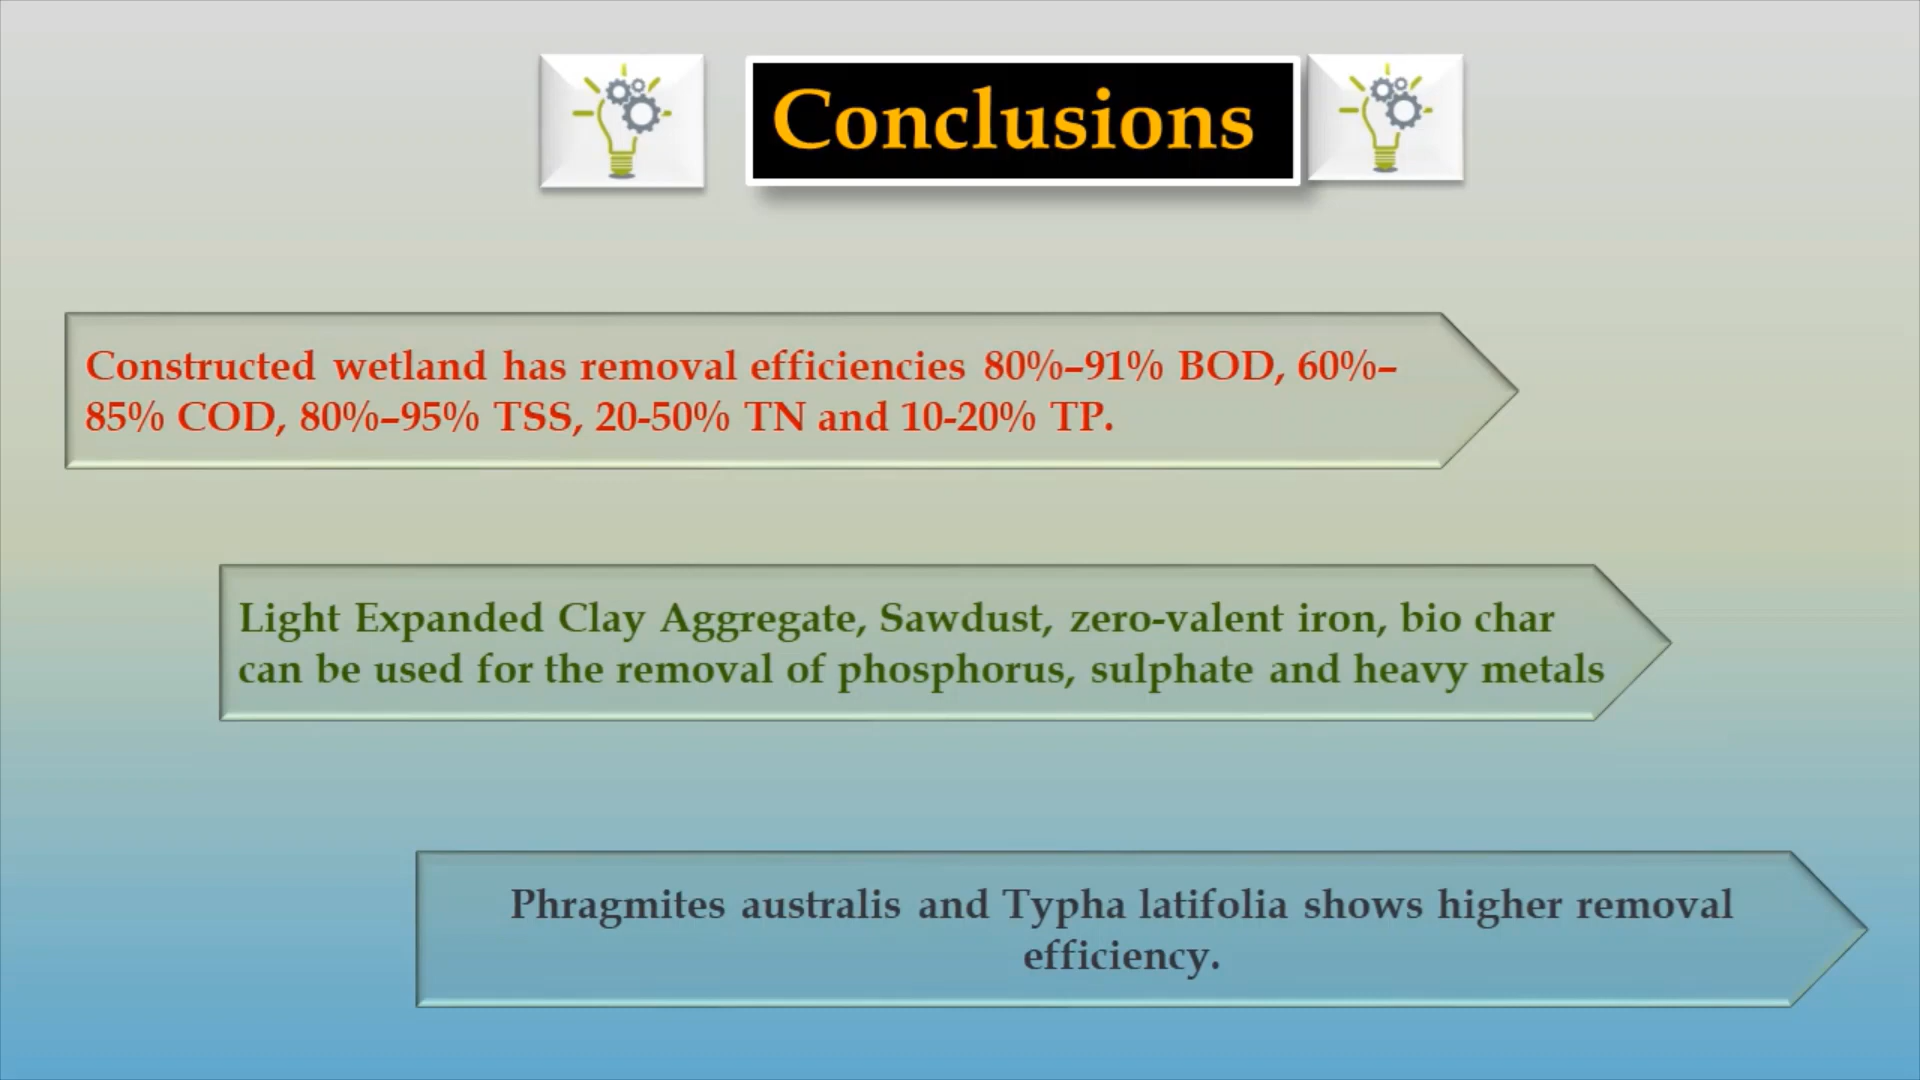 Conclusions
Constructed wetland has removal efficiencies 80%–91% BOD, 60%–
85% COD, 80%–95% TSS, 20-50% TN and 10-20% TP.
Light Expanded Clay Aggregate, Sawdust, zero-valent iron, bio char
can be used for the removal of phosphorus, sulphate and heavy metals
Phragmites australis and Typha latifolia shows higher removal
efficiency.